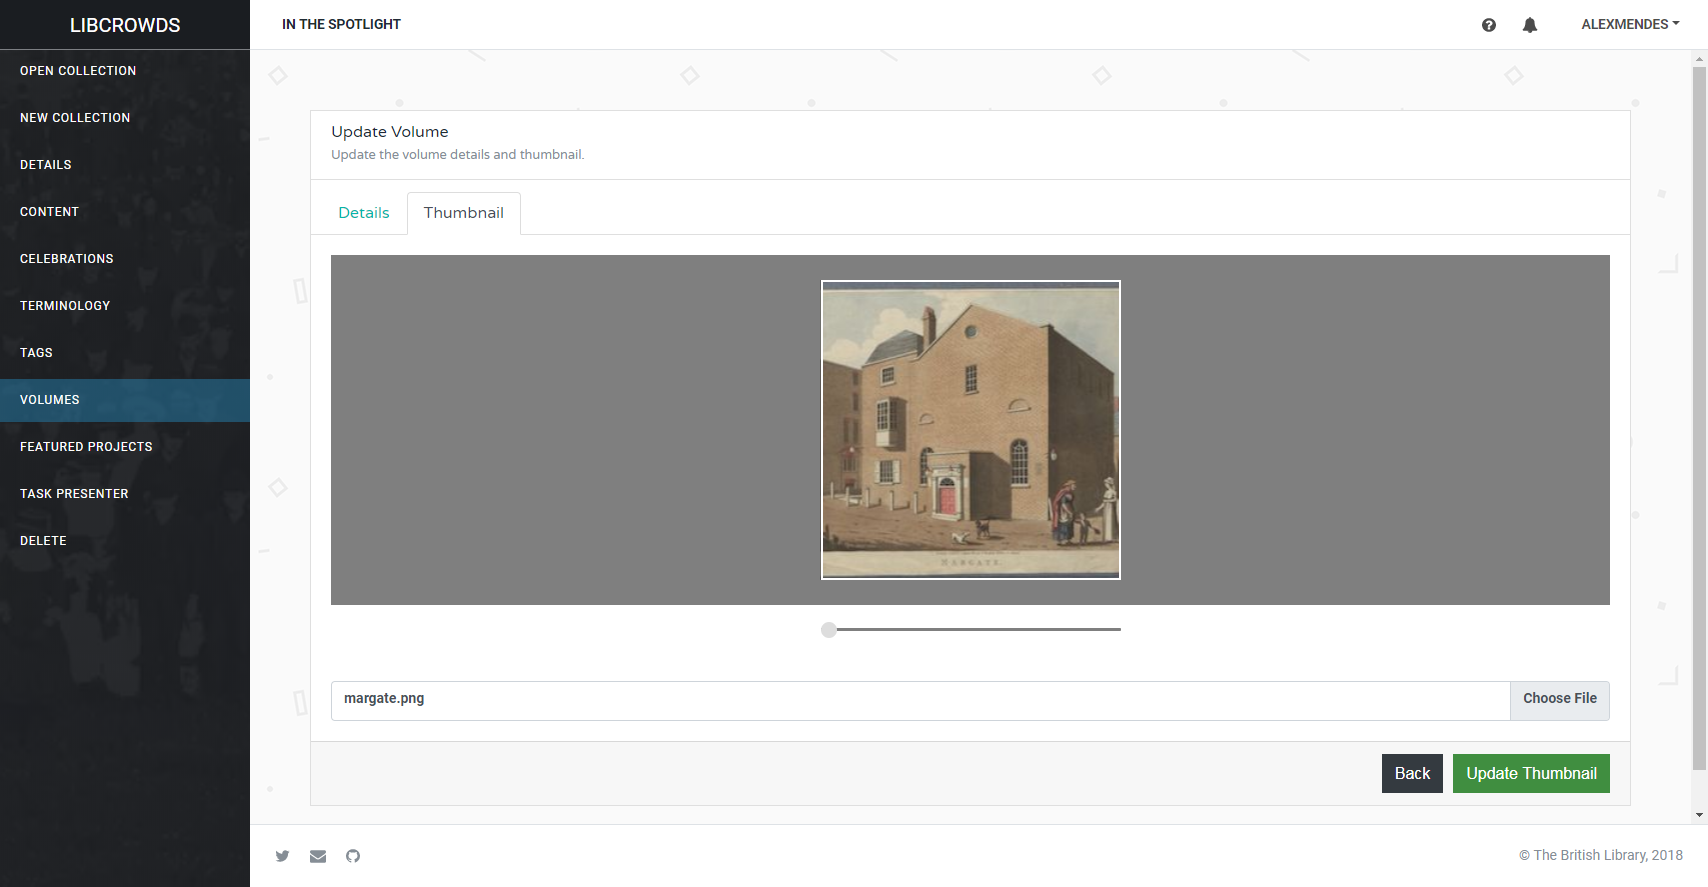 LIBCROWDS
IN THE SPOTLIGHT
ALEXMENDES
OPEN COLLECTION
NEW COLLECTION
DETAILS
CONTENT
CELEBRATIONS
TERMINOLOGY
TAGS
VOLUMES
FEATURED PROJECTS
TASK PRESENTER
DELETE
Update Volume
Update the volume details and thumbnail.
Details
Thumbnail
MARGATE.
margate.png
Choose File
Back
Update Thumbnail
© The British Library, 2018